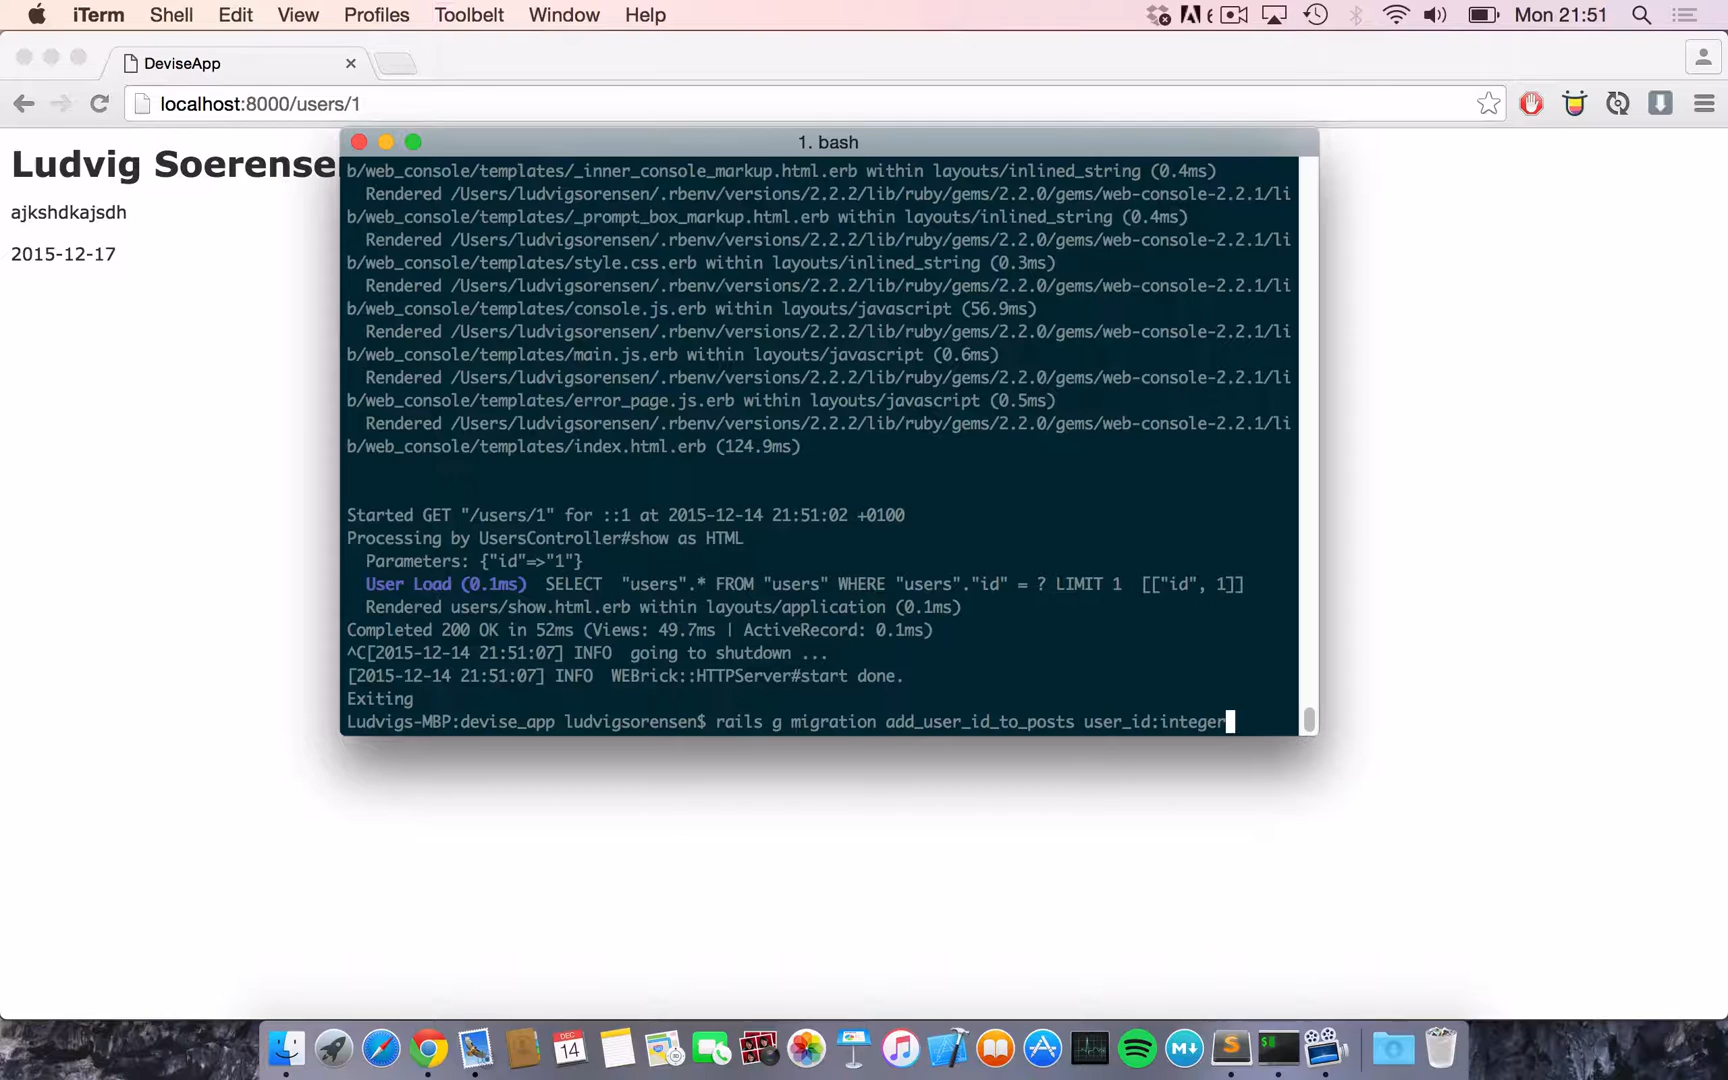 iTerm Shell Edit View Profiles Toolbelt Window Help 6 Mon 21:51
DeviseApp
localhost:8000/users/1
1. bash
Ludvig Soerense
ajkshdkajsdh
2015-12-17
b/web_console/templates/_inner_console_markup.html.erb within layouts/inlined_string (0.4ms)
Rendered /Users/ludvigsorensen/.rbenv/versions/2.2.2/lib/ruby/gems/2.2.0/gems/web-console-2.2.1/li
b/web_console/templates/_prompt_box_markup.html.erb within layouts/inlined_string (0.4ms)
Rendered /Users/ludvigsorensen/.rbenv/versions/2.2.2/lib/ruby/gems/2.2.0/gems/web-console-2.2.1/li
b/web_console/templates/style.css.erb within layouts/inlined_string (0.3ms)
Rendered /Users/ludvigsorensen/.rbenv/versions/2.2.2/lib/ruby/gems/2.2.0/gems/web-console-2.2.1/li
b/web_console/templates/console.js.erb within layouts/javascript (56.9ms)
Rendered /Users/ludvigsorensen/.rbenv/versions/2.2.2/lib/ruby/gems/2.2.0/gems/web-console-2.2.1/li
b/web_console/templates/main.js.erb within layouts/javascript (0.6ms)
Rendered /Users/ludvigsorensen/.rbenv/versions/2.2.2/lib/ruby/gems/2.2.0/gems/web-console-2.2.1/li
b/web_console/templates/error_page.js.erb within layouts/javascript (0.5ms)
Rendered /Users/ludvigsorensen/.rbenv/versions/2.2.2/lib/ruby/gems/2.2.0/gems/web-console-2.2.1/li
b/web_console/templates/index.html.erb (124.9ms)
Started GET "/users/1" for ::1 at 2015-12-14 21:51:02 +0100
Processing by UsersController#show as HTML
Parameters: {"id"=>"1"}
User Load (0.1ms) SELECT "users".* FROM "users" WHERE "users"."id" = ? LIMIT 1 [["id", 1]]
Rendered users/show.html.erb within layouts/application (0.1ms)
Completed 200 OK in 52ms (Views: 49.7ms | ActiveRecord: 0.1ms)
^C[2015-12-14 21:51:07] INFO going to shutdown ...
[2015-12-14 21:51:07] INFO WEBrick::HTTPServer#start done.
Exiting
Ludvigs-MBP:devise_app ludvigsorensen$ rails g migration add_user_id_to_posts user_id:integer
DEC
14
M
S
$